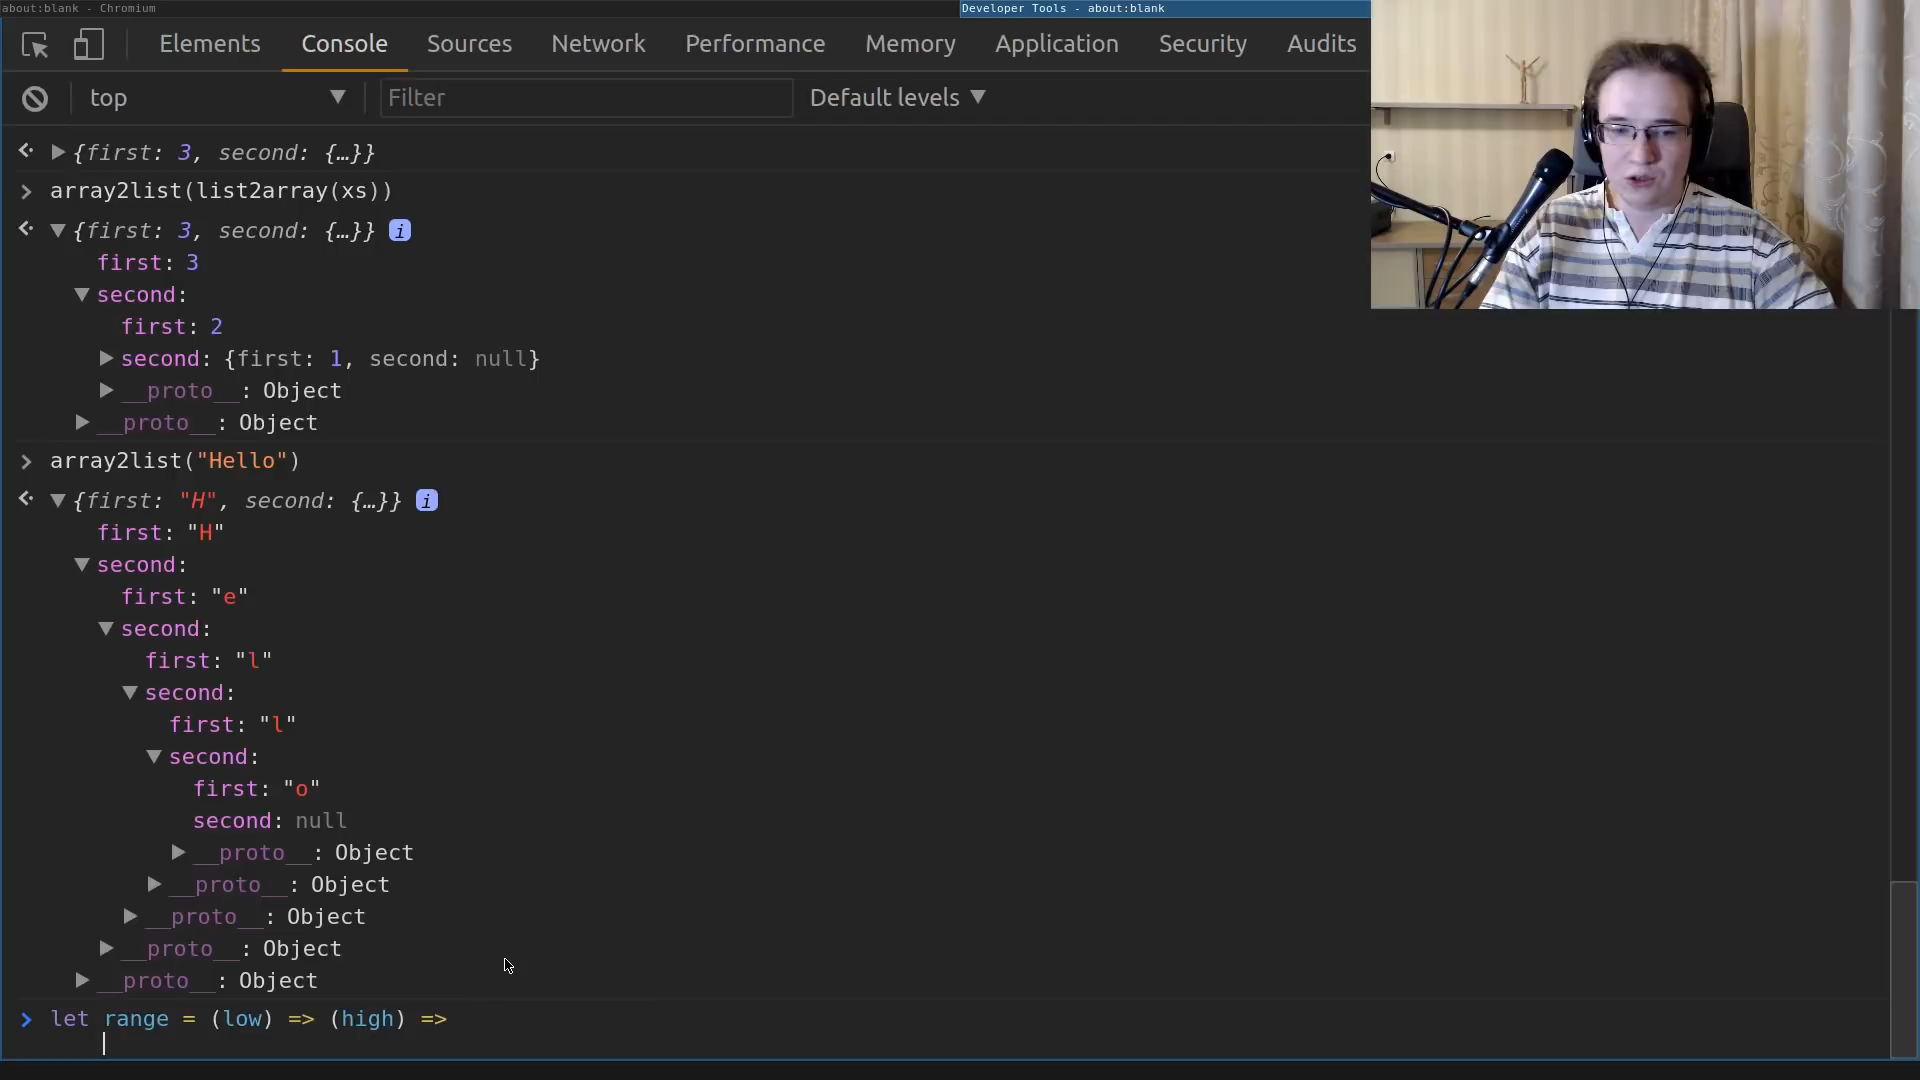 about:blank - Chromium
Developer Tools - about:blank
Elements Console Sources Network Performance Memory Application Security Audits
top Filter Default levels
{first: 3, second: {…}}
array2list(list2array(xs))
{first: 3, second: {…}} i
first: 3
second:
first: 2
second: {first: 1, second: null}
__proto__: Object
__proto__: Object
array2list("Hello")
{first: "H", second: {…}} i
first: "H"
second:
first: "e"
second:
first: "l"
second:
first: "l"
second:
first: "o"
second: null
__proto__: Object
__proto__: Object
__proto__: Object
__proto__: Object
__proto__: Object
let range = (low) => (high) =>